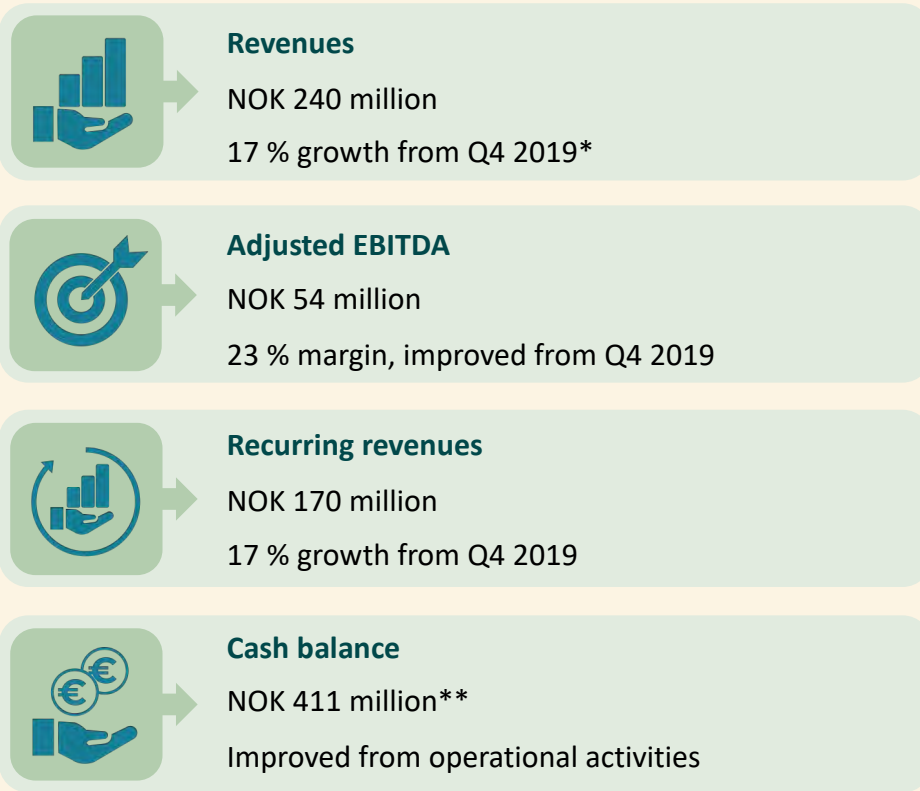 Revenues
NOK 240 million
17 % growth from Q4 2019*
Adjusted EBITDA
NOK 54 million
23 % margin, improved from Q4 2019
Recurring revenues
NOK 170 million
17 % growth from Q4 2019
Cash balance
NOK 411 million**
Improved from operational activities
€
€